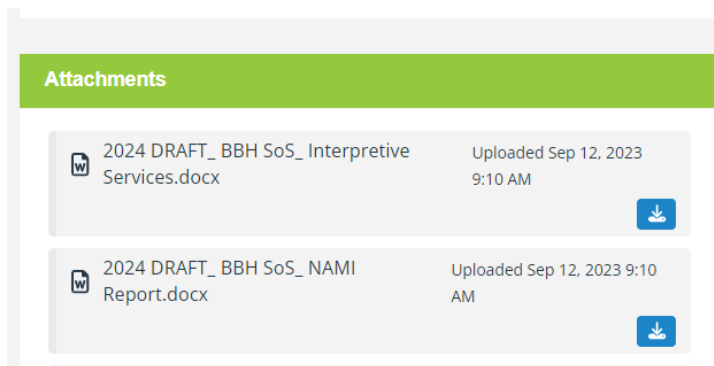 Attachments
2024 DRAFT_ BBH SoS_ Interpretive
Services.docx
Uploaded Sep 12, 2023
9:10 AM
2024 DRAFT_ BBH SoS_ NAMI
Report.docx
Uploaded Sep 12, 2023 9:10
AM